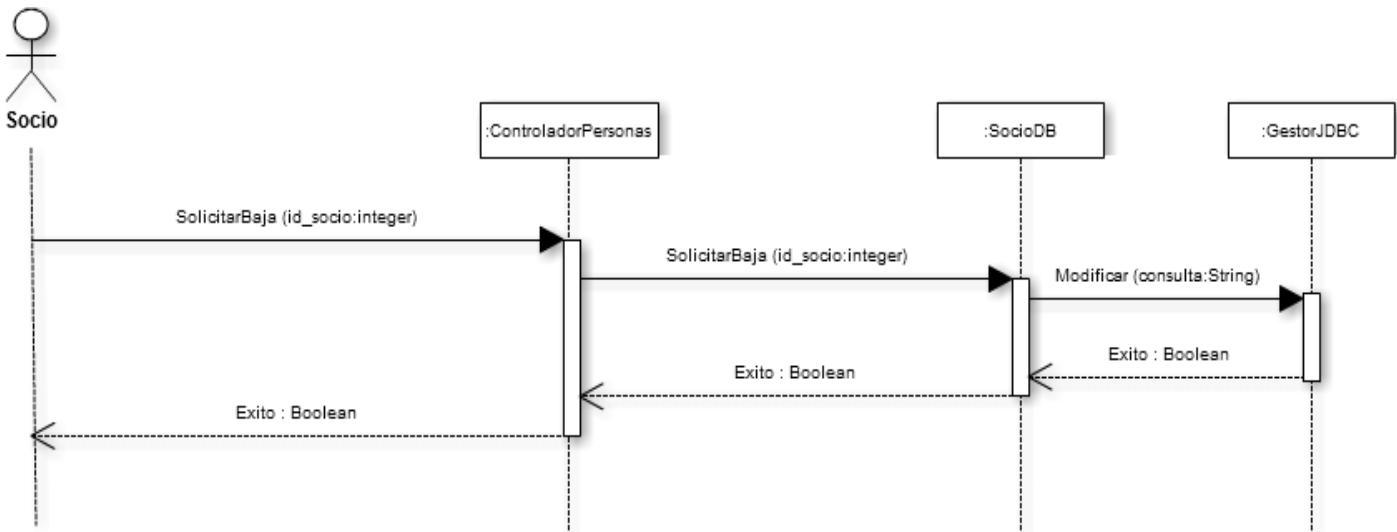 Socio
:ControladorPersonas
:SocioDB
:GestorJDBC
SolicitarBaja (id_socio:integer)
SolicitarBaja (id_socio:integer)
Modificar (consulta:String)
Exito : Boolean
Exito : Boolean
Exito : Boolean